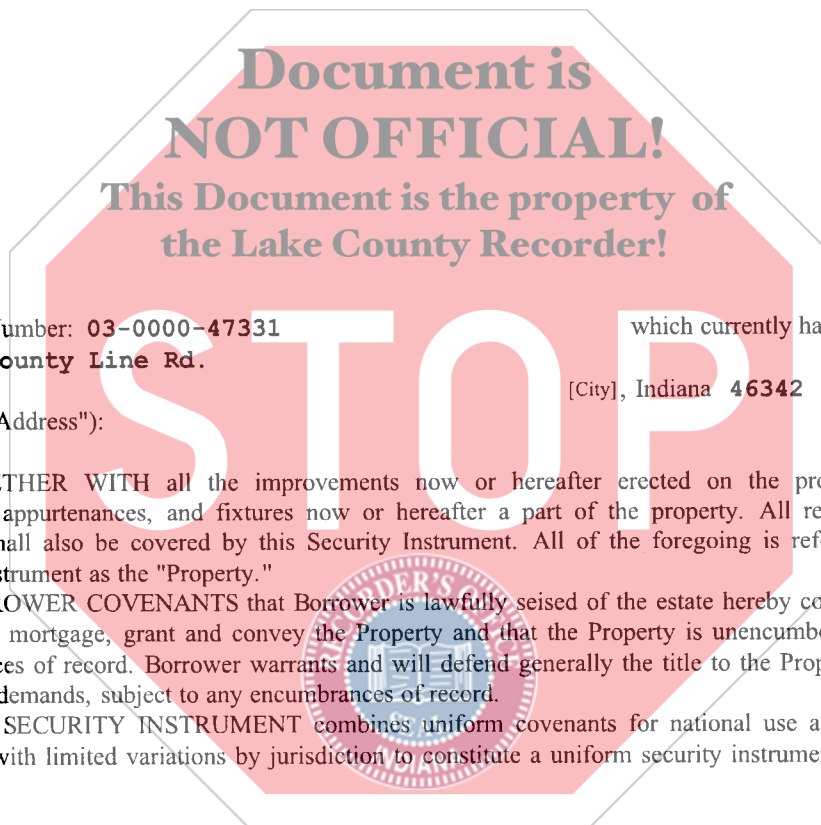 Document is
NOT OFFICIAL!
This Document is the property of
the Lake County Recorder!
STOP
umber: 03-0000-47331 which currently ha
ounty Line Rd.
[City], Indiana 46342
Address"):
ETHER WITH all the improvements now or hereafter erected on the pro
appurtenances, and fixtures now or hereafter a part of the property. All re
hall also be covered by this Security Instrument. All of the foregoing is ref
strument as the "Property."
ROWER COVENANTS that Borrower is lawfully seised of the estate hereby co
mortgage, grant and convey the Property and that the Property is unencumbe
ces of record. Borrower warrants and will defend generally the title to the Prop
demands, subject to any encumbrances of record.
SECURITY INSTRUMENT combines uniform covenants for national use a
with limited variations by jurisdiction to constitute a uniform security instrume
RECORDER'S OFFICE
SEAL
INDIANA